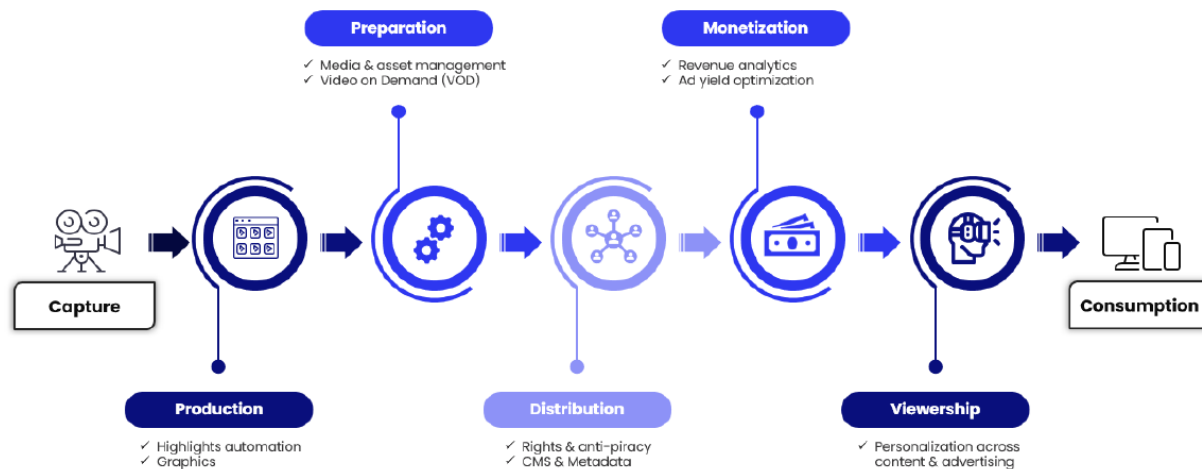 Preparation
✓ Media & asset management
✓ Video on Demand (VOD)
Monetization
✓ Revenue analytics
✓ Ad yield optimization
Capture
Consumption
Production
✓ Highlights automation
✓ Graphics
Distribution
✓ Rights & anti-piracy
✓ CMS & Metadata
Viewership
✓ Personalization across
content & advertising